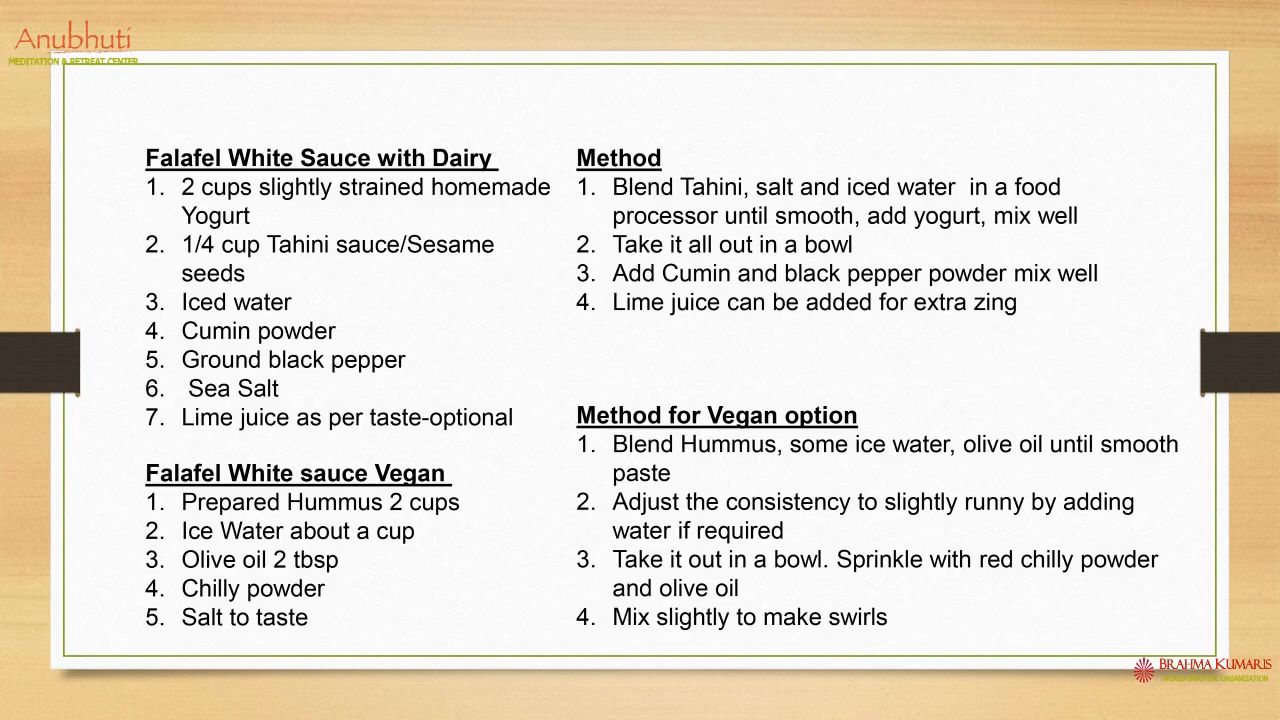 Anubhuti
MEDITATION & RETREAT CENTER
Falafel White Sauce with Dairy
1. 2 cups slightly strained homemade
Yogurt
2. 1/4 cup Tahini sauce/Sesame
seeds
3. Iced water
4. Cumin powder
5. Ground black pepper
6. Sea Salt
7. Lime juice as per taste-optional
Falafel White sauce Vegan
1. Prepared Hummus 2 cups
2. Ice Water about a cup
3. Olive oil 2 tbsp
4. Chilly powder
5. Salt to taste
Method
1. Blend Tahini, salt and iced water in a food
processor until smooth, add yogurt, mix well
2. Take it all out in a bowl
3. Add Cumin and black pepper powder mix well
4. Lime juice can be added for extra zing
Method for Vegan option
1. Blend Hummus, some ice water, olive oil until smooth
paste
2. Adjust the consistency to slightly runny by adding
water if required
3. Take it out in a bowl. Sprinkle with red chilly powder
and olive oil
4. Mix slightly to make swirls
BRAHMA KUMARIS
WORLD SPIRITUAL ORGANIZATION